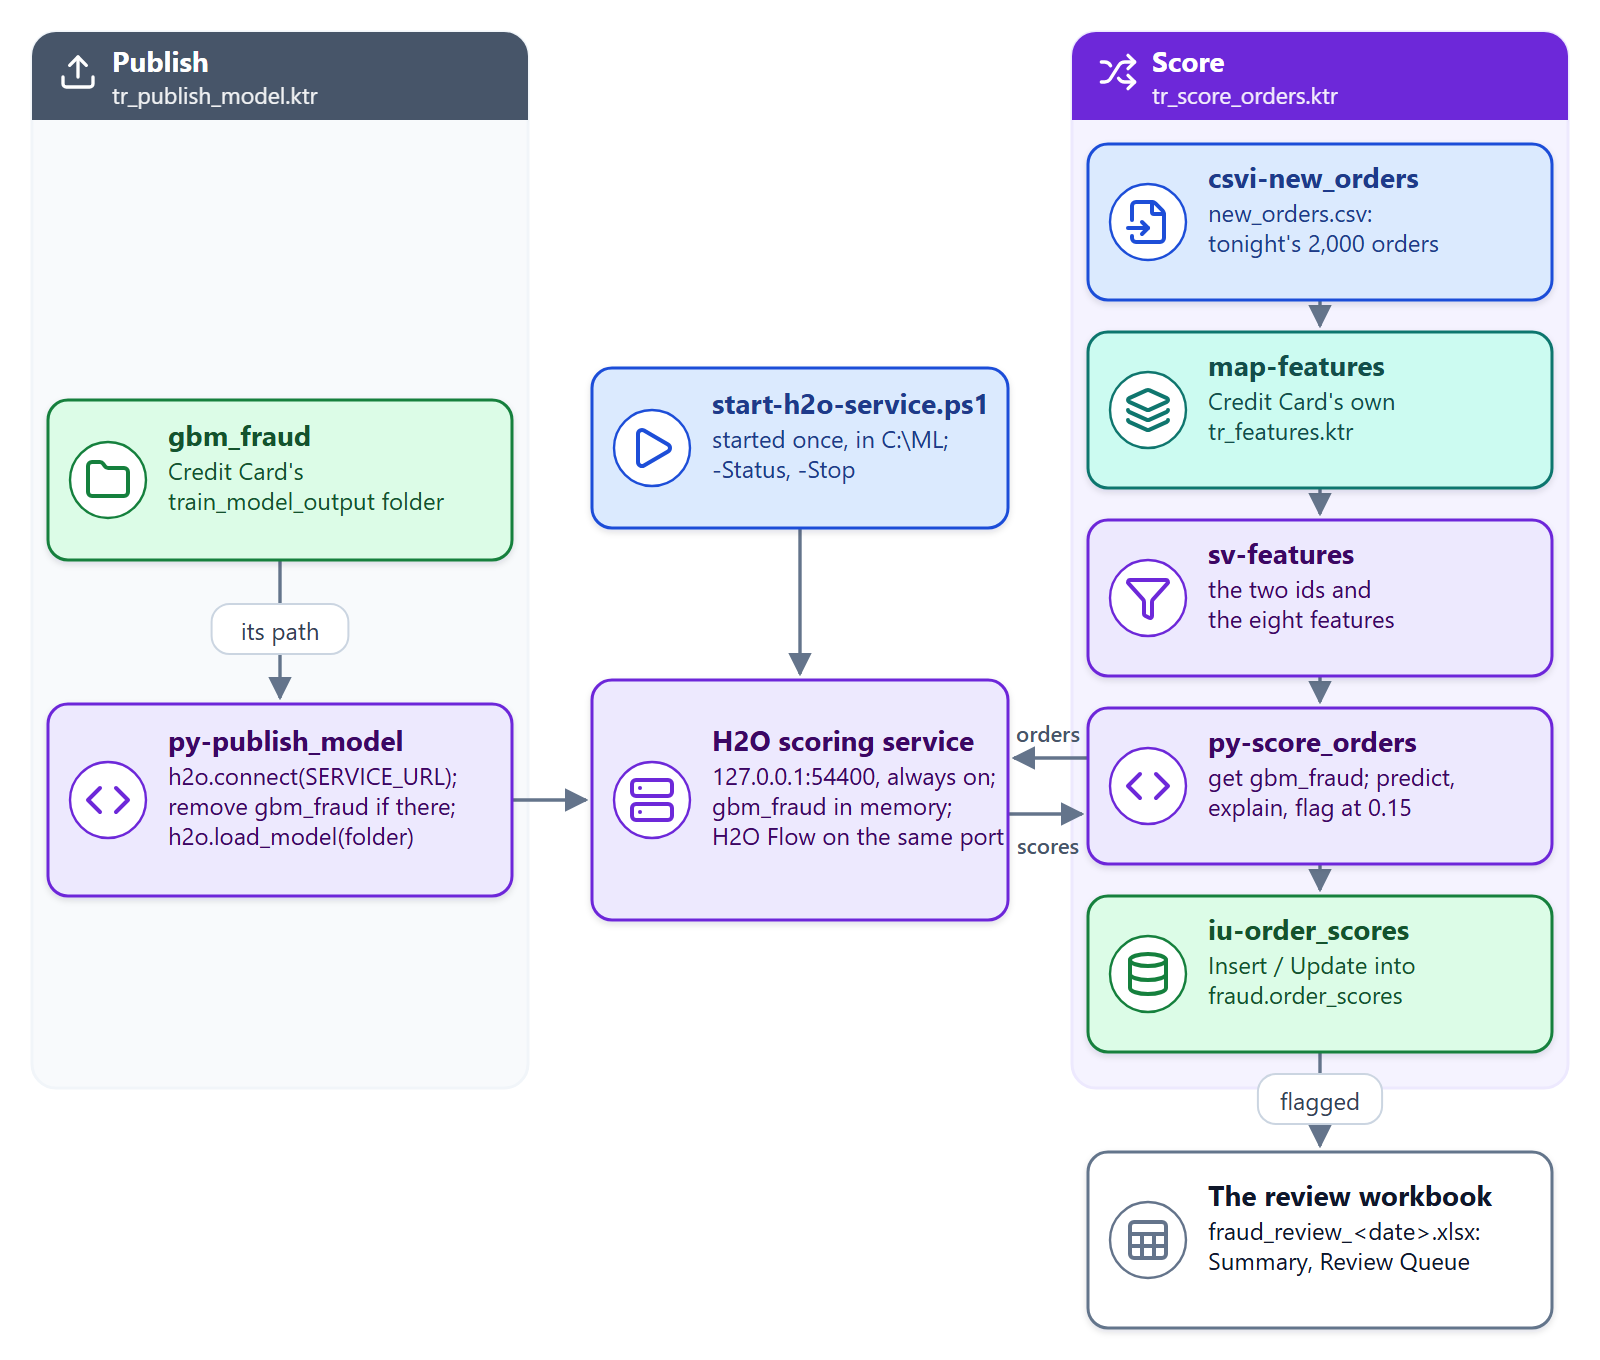 Publish
tr_publish_model.ktr
gbm_fraud
Credit Card's
train_model_output folder
its path
py-publish_model
h2o.connect(SERVICE_URL);
remove gbm_fraud if there;
h2o.load_model(folder)
start-h2o-service.ps1
started once, in C:\ML;
-Status, -Stop
H2O scoring service
127.0.0.1:54400, always on;
gbm_fraud in memory;
H2O Flow on the same port
orders
scores
Score
tr_score_orders.ktr
csvi-new_orders
new_orders.csv:
tonight's 2,000 orders
map-features
Credit Card's own
tr_features.ktr
sv-features
the two ids and
the eight features
py-score_orders
get gbm_fraud; predict,
explain, flag at 0.15
iu-order_scores
Insert / Update into
fraud.order_scores
flagged
The review workbook
fraud_review_<date>.xlsx:
Summary, Review Queue